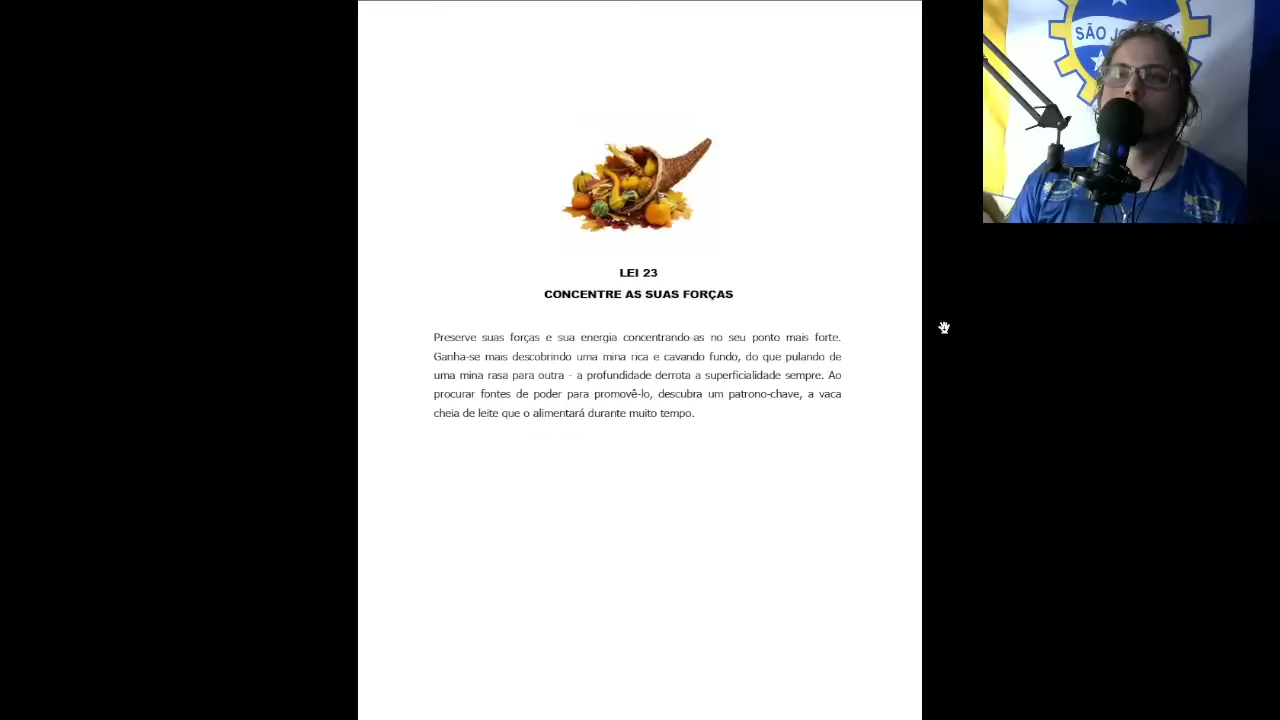 SÃO JO
LEI 23
CONCENTRE AS SUAS FORÇAS
Preserve suas forças e sua energia concentrando-as no seu ponto mais forte.
Ganha-se mais descobrindo uma mina rica e cavando fundo, do que pulando de
uma mina rasa para outra - a profundidade derrota a superficialidade sempre. Ao
procurar fontes de poder para promovê-lo, descubra um patrono-chave, a vaca
cheia de leite que o alimentará durante muito tempo.